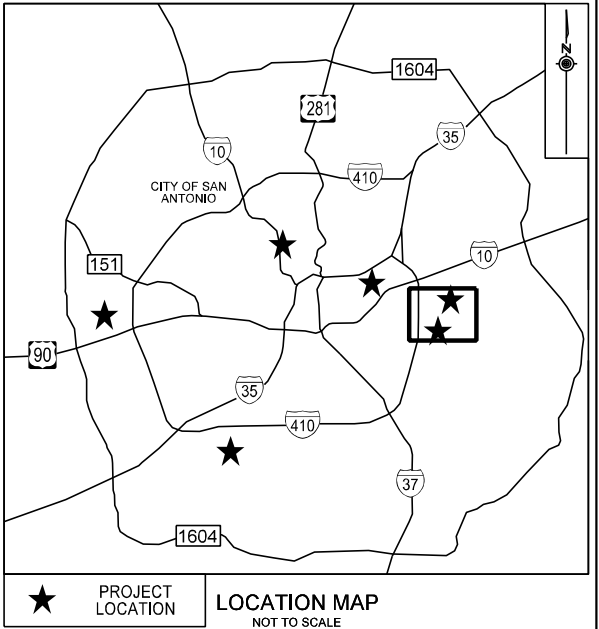 N
1604
281
35
10
410
CITY OF SAN
ANTONIO
10
151
90
35
410
37
1604
PROJECT
LOCATION
LOCATION MAP
NOT TO SCALE